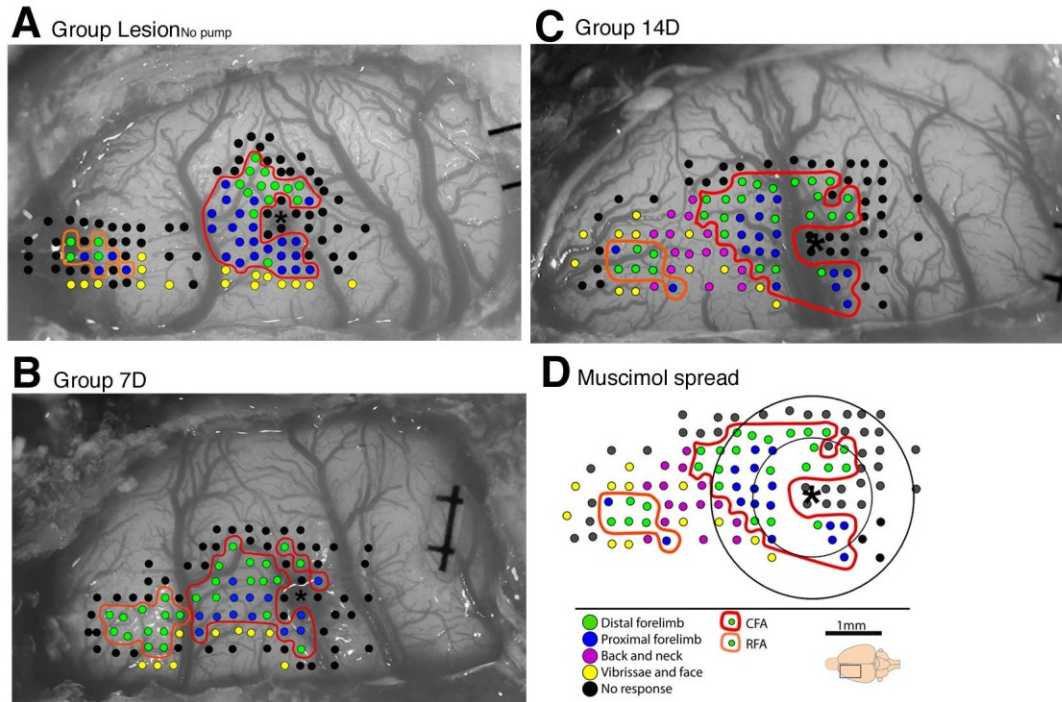 A Group Lesion No pump
C Group 14D
B Group 7D
D Muscimol spread
*
*
*
*
Distal forelimb
Proximal forelimb
Back and neck
Vibrissae and face
No response
CFA
RFA
1mm